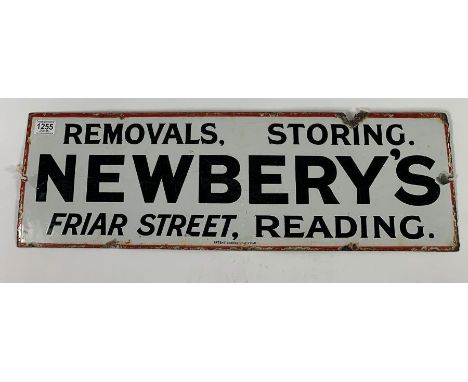 1255
REMOVALS, STORING.
NEWBERY'S
FRIAR STREET, READING.